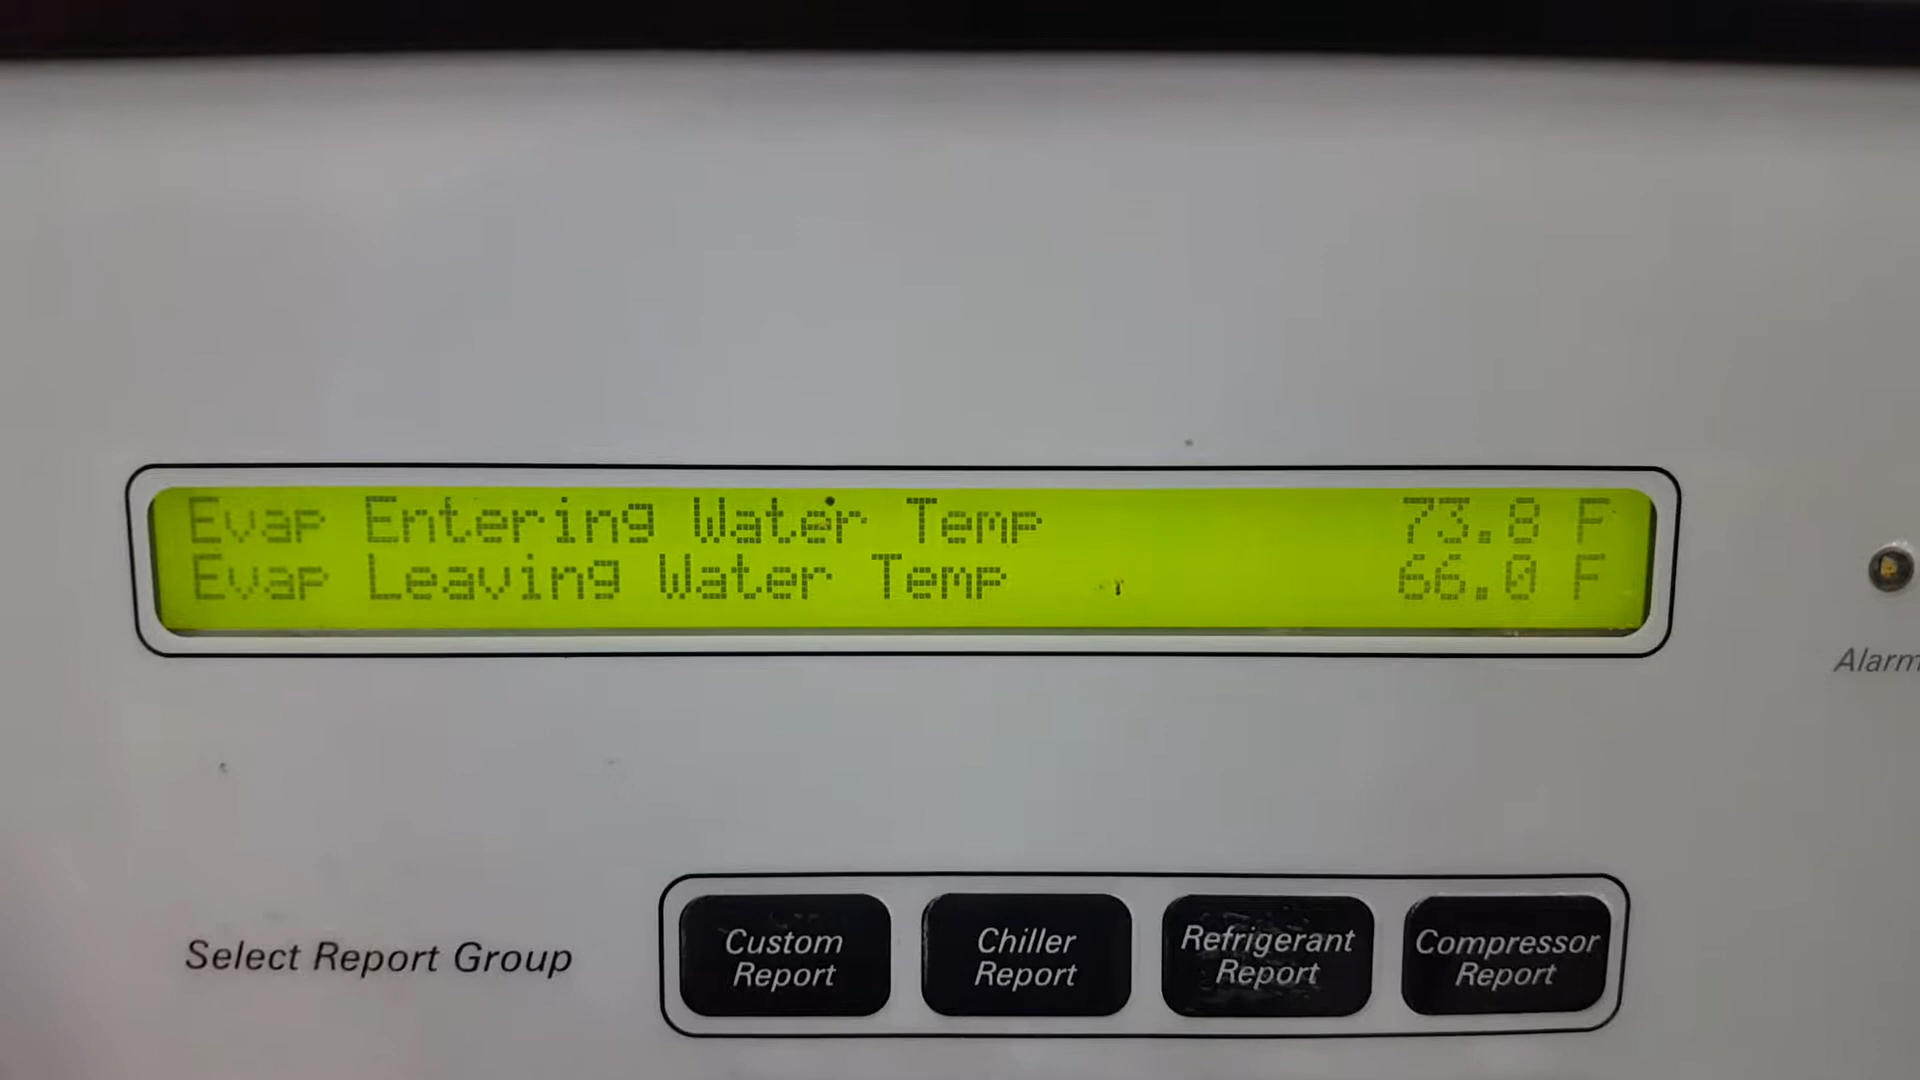 Evap Entering Water Temp 73.8 F
Evap Leaving Water Temp 66.0 F
Alarm
Select Report Group
Custom
Report
Chiller
Report
Refrigerant
Report
Compressor
Report